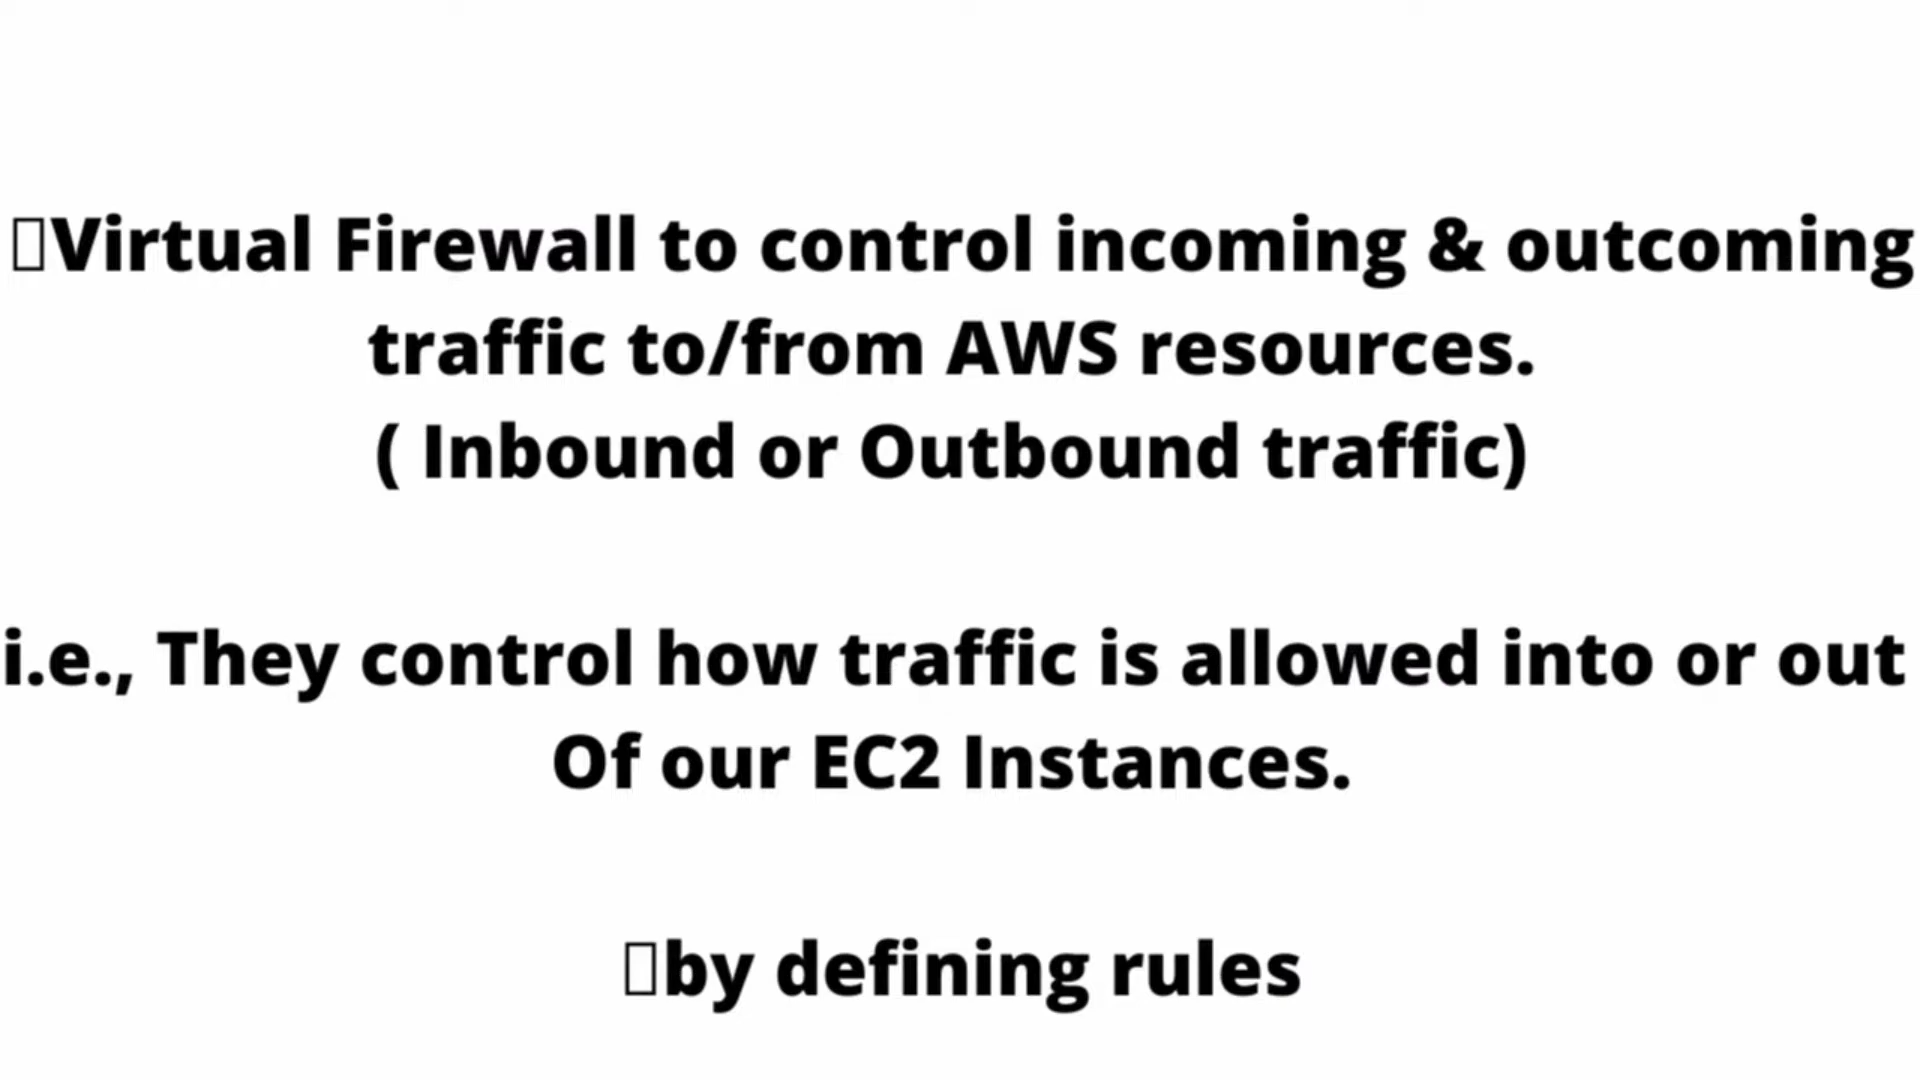 ▯Virtual Firewall to control incoming & outcoming
traffic to/from AWS resources.
( Inbound or Outbound traffic)
i.e., They control how traffic is allowed into or out
Of our EC2 Instances.
▯by defining rules